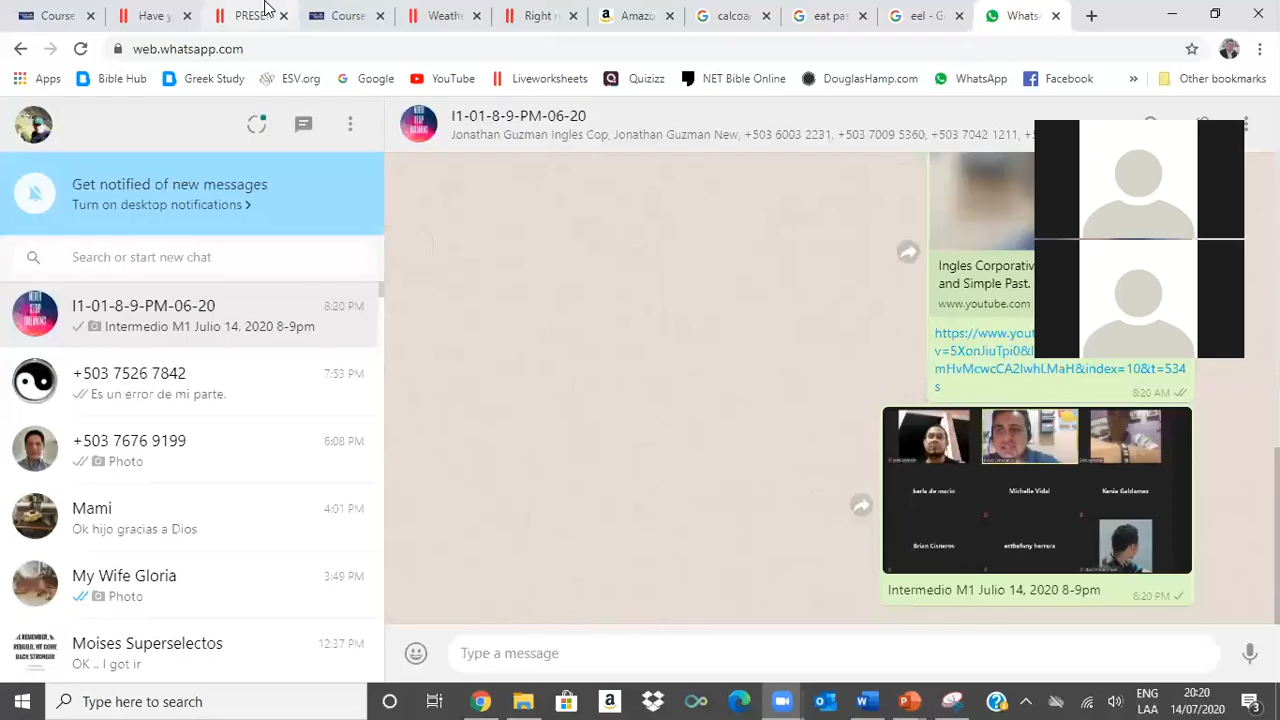 Course
Have y
PRESE
Course
Weathe
Right
Amazo
calcoa
eat pas
eel - G
WhatsA
web.whatsapp.com
Apps
Bible Hub
Greek Study
ESV.org
Google
YouTube
Liveworksheets
Quizizz
NET Bible Online
DouglasHamp.com
WhatsApp
Facebook
Other bookmarks
I1-01-8-9-PM-06-20
Jonathan Guzman Ingles Cop, Jonathan Guzman New, +503 6003 2231, +503 7009 5360, +503 7042 1211, +5
Get notified of new messages
Turn on desktop notifications >
Search or start new chat
I1-01-8-9-PM-06-20
8:20 PM
Intermedio M1 Julio 14, 2020 8-9pm
+503 7526 7842
7:53 PM
Es un error de mi parte.
+503 7676 9199
6:08 PM
Photo
Mami
4:01 PM
Ok hijo gracias a Dios
My Wife Gloria
3:49 PM
Photo
Moises Superselectos
12:37 PM
OK .. I got ir
Ingles Corporativ
and Simple Past.
www.youtube.com
https://www.yout
v=5XonJiuTpi0&l
mHvMcwcCA2IwhLMaH&index=10&t=534
s
8:20 AM
karla de marin
Michelle Vidal
Kenia Galdamez
Brian Cisneros
esthefany herrera
Intermedio M1 Julio 14, 2020 8-9pm
8:20 PM
Type a message
Type here to search
ENG
LAA
20:20
14/07/2020
3